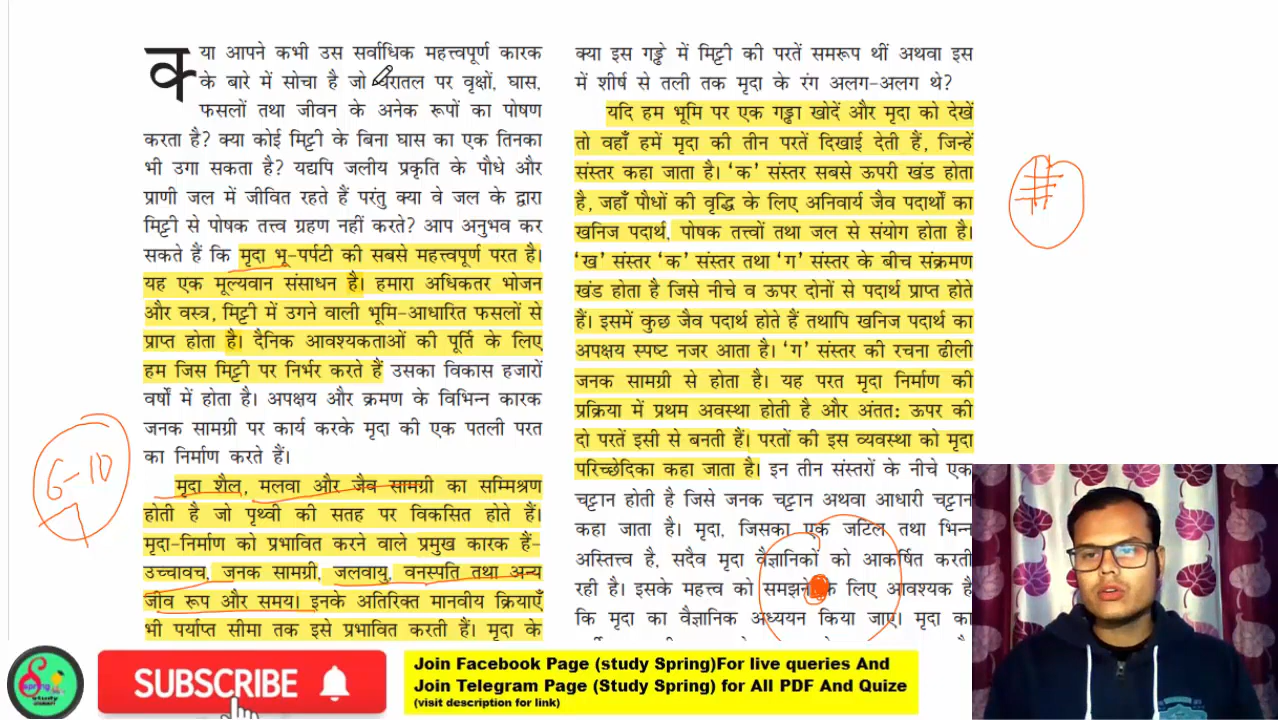 क्या आपने कभी उस सर्वाधिक महत्त्वपूर्ण कारक
के बारे में सोचा है जो धरातल पर वृक्षों, घास,
फसलों तथा जीवन के अनेक रूपों का पोषण
करता है? क्या कोई मिट्टी के बिना घास का एक तिनका
भी उगा सकता है? यद्यपि जलीय प्रकृति के पौधे और
प्राणी जल में जीवित रहते हैं परंतु क्या वे जल के द्वारा
मिट्टी से पोषक तत्त्व ग्रहण नहीं करते? आप अनुभव कर
सकते हैं कि मृदा भू-पर्पटी की सबसे महत्त्वपूर्ण परत है।
यह एक मूल्यवान संसाधन है। हमारा अधिकतर भोजन
और वस्त्र, मिट्टी में उगने वाली भूमि-आधारित फसलों से
प्राप्त होता है। दैनिक आवश्यकताओं की पूर्ति के लिए
हम जिस मिट्टी पर निर्भर करते हैं उसका विकास हजारों
वर्षों में होता है। अपक्षय और क्रमण के विभिन्न कारक
जनक सामग्री पर कार्य करके मृदा की एक पतली परत
का निर्माण करते हैं।
मृदा शैल, मलवा और जैव सामग्री का सम्मिश्रण
होती है जो पृथ्वी की सतह पर विकसित होते हैं।
मृदा-निर्माण को प्रभावित करने वाले प्रमुख कारक हैं-
उच्चावच, जनक सामग्री, जलवायु, वनस्पति तथा अन्य
जीव रूप और समय। इनके अतिरिक्त मानवीय क्रियाएँ
भी पर्याप्त सीमा तक इसे प्रभावित करती हैं। मृदा के
क्या इस गड्ढे में मिट्टी की परतें समरूप थीं अथवा इस
में शीर्ष से तली तक मृदा के रंग अलग-अलग थे?
यदि हम भूमि पर एक गड्ढा खोदें और मृदा को देखें
तो वहाँ हमें मृदा की तीन परतें दिखाई देती हैं, जिन्हें
संस्तर कहा जाता है। ‘क’ संस्तर सबसे ऊपरी खंड होता
है, जहाँ पौधों की वृद्धि के लिए अनिवार्य जैव पदार्थों का
खनिज पदार्थ, पोषक तत्त्वों तथा जल से संयोग होता है।
‘ख’ संस्तर ‘क’ संस्तर तथा ‘ग’ संस्तर के बीच संक्रमण
खंड होता है जिसे नीचे व ऊपर दोनों से पदार्थ प्राप्त होते
हैं। इसमें कुछ जैव पदार्थ होते हैं तथापि खनिज पदार्थ का
अपक्षय स्पष्ट नजर आता है। ‘ग’ संस्तर की रचना ढीली
जनक सामग्री से होता है। यह परत मृदा निर्माण की
प्रक्रिया में प्रथम अवस्था होती है और अंततः ऊपर की
दो परतें इसी से बनती हैं। परतों की इस व्यवस्था को मृदा
परिच्छेदिका कहा जाता है। इन तीन संस्तरों के नीचे एक
चट्टान होती है जिसे जनक चट्टान अथवा आधारी चट्टान
कहा जाता है। मृदा, जिसका एक जटिल तथा भिन्न
अस्तित्त्व है, सदैव मृदा वैज्ञानिकों को आकर्षित करती
रही है। इसके महत्त्व को समझने के लिए आवश्यक है
कि मृदा का वैज्ञानिक अध्ययन किया जाए। मृदा का
#
6-10
SUBSCRIBE
Join Facebook Page (study Spring)For live queries And
Join Telegram Page (Study Spring) for All PDF And Quize
(visit description for link)